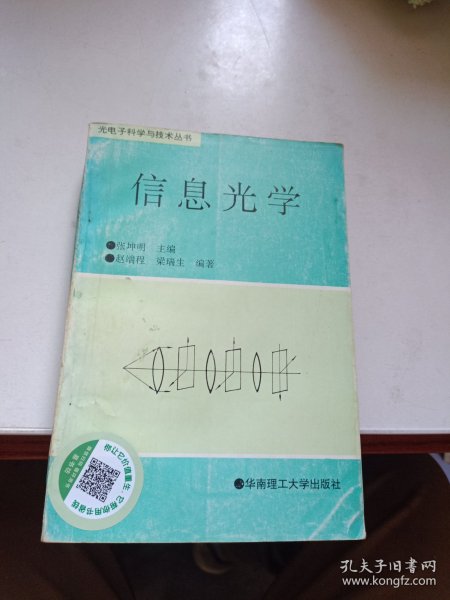 光电子科学与技术丛书
信息光学
张坤明 主编
赵端程 梁瑞生 编著
华南理工大学出版社
孔夫子旧书网
www.kongfz.com